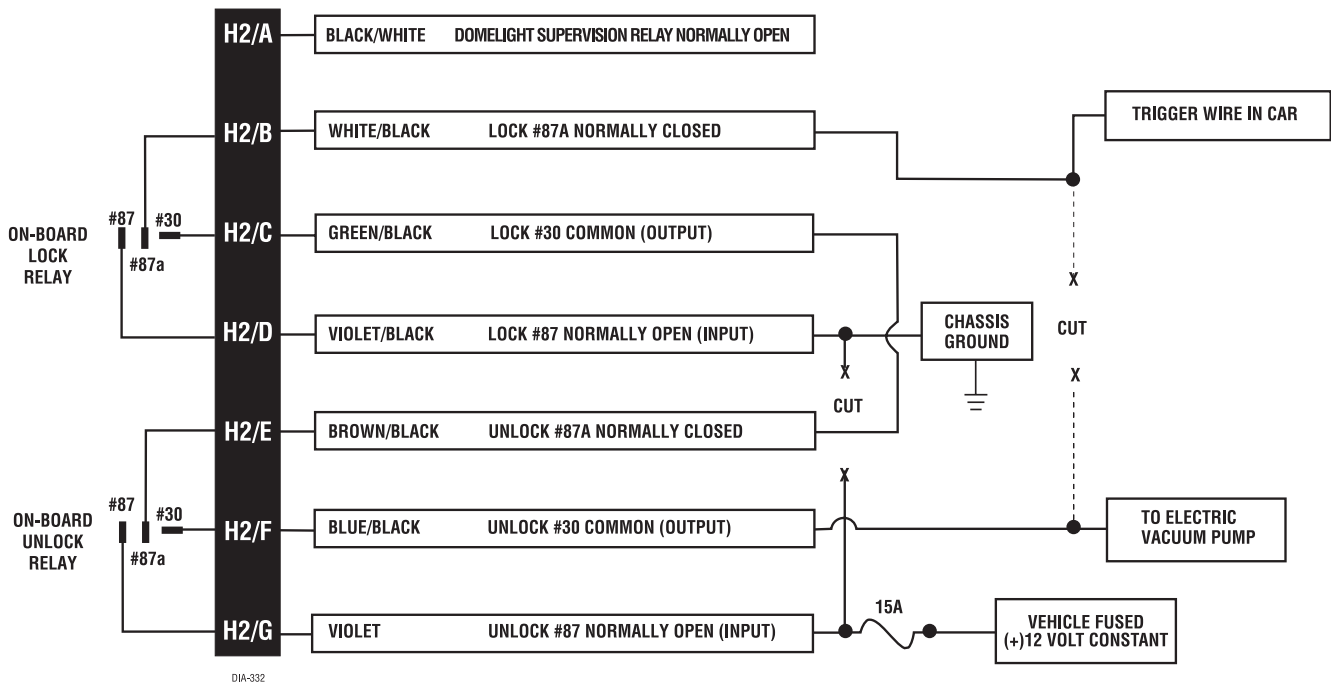 H2/A BLACK/WHITE DOMELIGHT SUPERVISION RELAY NORMALLY OPEN
TRIGGER WIRE IN CAR
H2/B WHITE/BLACK LOCK #87A NORMALLY CLOSED
#87 #30
#87a
ON-BOARD
LOCK
RELAY
H2/C GREEN/BLACK LOCK #30 COMMON (OUTPUT)
X
CUT
X
H2/D VIOLET/BLACK LOCK #87 NORMALLY OPEN (INPUT)
CHASSIS
GROUND
X
CUT
X
H2/E BROWN/BLACK UNLOCK #87A NORMALLY CLOSED
#87 #30
#87a
ON-BOARD
UNLOCK
RELAY
H2/F BLUE/BLACK UNLOCK #30 COMMON (OUTPUT)
TO ELECTRIC
VACUUM PUMP
H2/G VIOLET UNLOCK #87 NORMALLY OPEN (INPUT)
15A
VEHICLE FUSED
(+)12 VOLT CONSTANT
DIA-332